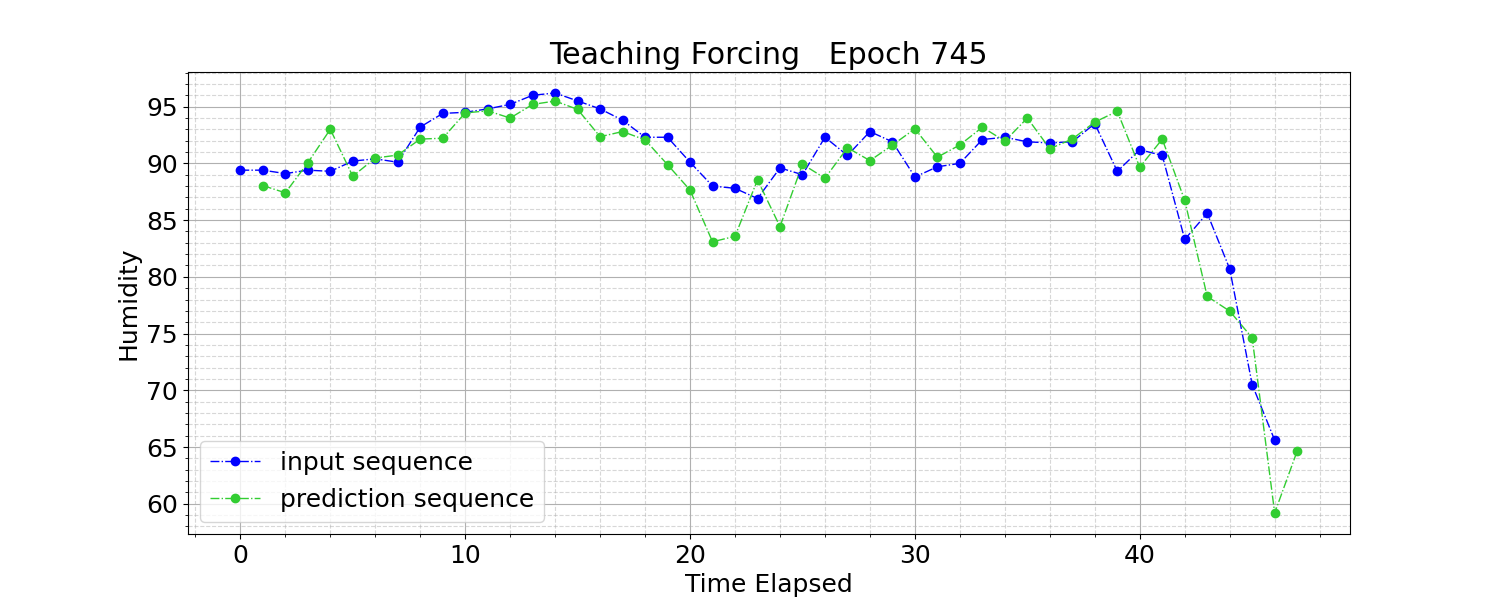 Teaching Forcing   Epoch 745
95
90
85
80
75
70
65
60
Humidity
input sequence
prediction sequence
0 10 20 30 40
Time Elapsed